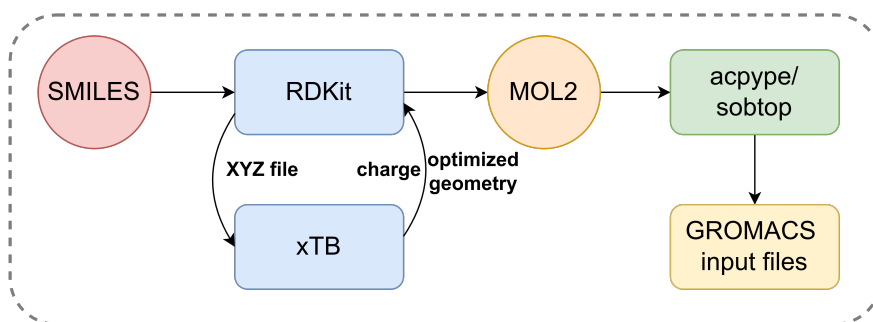 SMILES
RDKit
MOL2
acpype/
sobtop
XYZ file
charge
optimized
geometry
xTB
GROMACS
input files